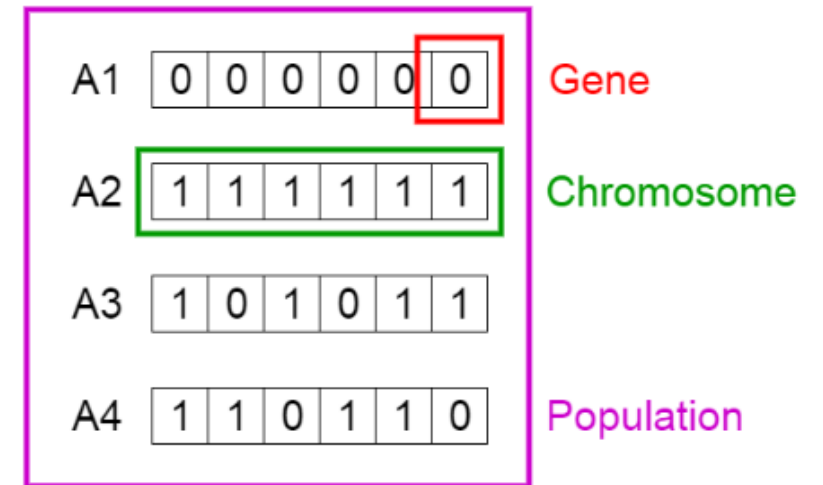 A1 0 0 0 0 0 0 Gene
A2 1 1 1 1 1 1 Chromosome
A3 1 0 1 0 1 1
A4 1 1 0 1 1 0 Population